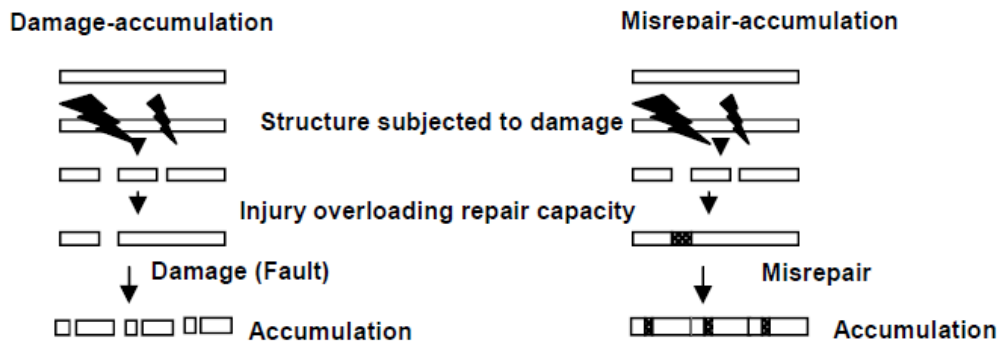 Damage-accumulation
Misrepair-accumulation
Structure subjected to damage
Injury overloading repair capacity
Damage (Fault)
Misrepair
Accumulation
Accumulation